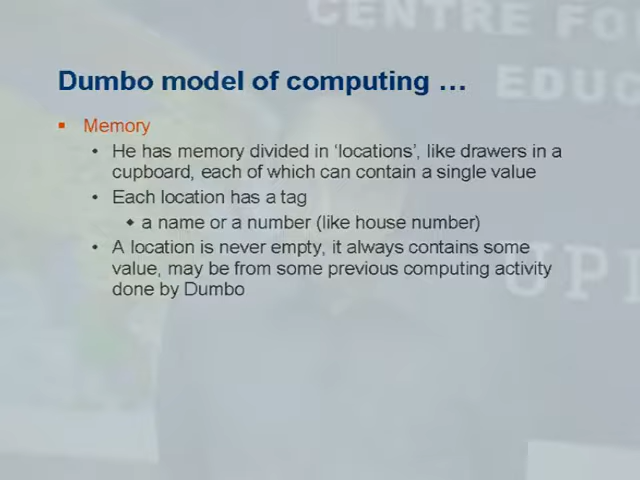 CENTRE FO
EDUC
Dumbo model of computing …
Memory
He has memory divided in ‘locations’, like drawers in a
cupboard, each of which can contain a single value
Each location has a tag
a name or a number (like house number)
A location is never empty, it always contains some
value, may be from some previous computing activity
done by Dumbo
UPL